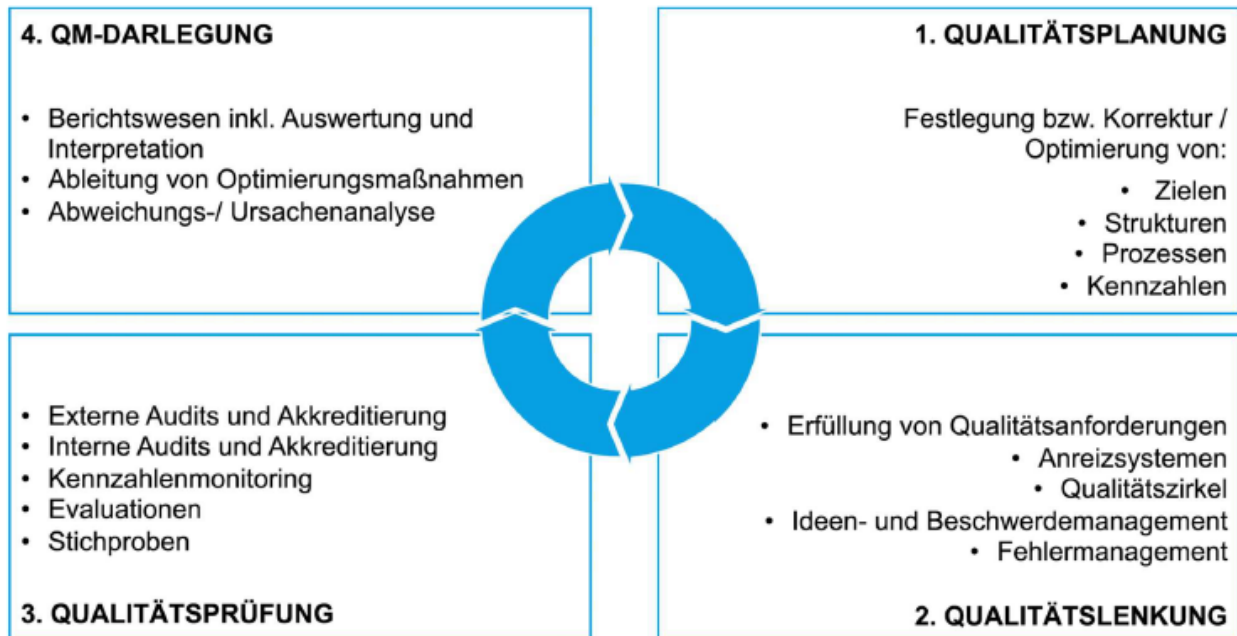 4. QM-DARLEGUNG
• Berichtswesen inkl. Auswertung und
Interpretation
• Ableitung von Optimierungsmaßnahmen
• Abweichungs-/ Ursachenanalyse
1. QUALITÄTSPLANUNG
Festlegung bzw. Korrektur /
Optimierung von:
• Zielen
• Strukturen
• Prozessen
• Kennzahlen
• Externe Audits und Akkreditierung
• Interne Audits und Akkreditierung
• Kennzahlenmonitoring
• Evaluationen
• Stichproben
3. QUALITÄTSPRÜFUNG
• Erfüllung von Qualitätsanforderungen
• Anreizsystemen
• Qualitätszirkel
• Ideen- und Beschwerdemanagement
• Fehlermanagement
2. QUALITÄTSLENKUNG